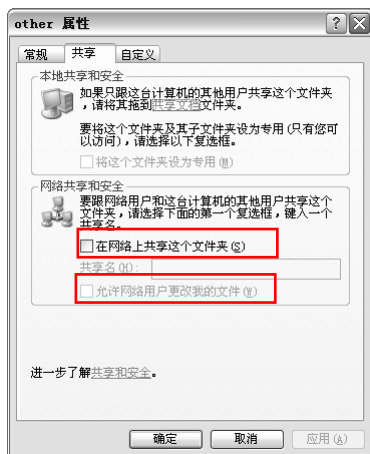 other 属性
常规 共享 自定义
本地共享和安全
如果只跟这台计算机的其他用户共享这个文件夹
，请将其拖到共享文档文件夹。
要将这个文件夹及其子文件夹设为专用(只有您可
以访问)，请选择以下复选框。
将这个文件夹设为专用(M)
网络共享和安全
要跟网络用户和这台计算机的其他用户共享这个
文件夹，请选择下面的第一个复选框，键入一个
共享名。
在网络上共享这个文件夹(S)
共享名(H):
允许网络用户更改我的文件(W)
进一步了解共享和安全。
确定 取消 应用(A)